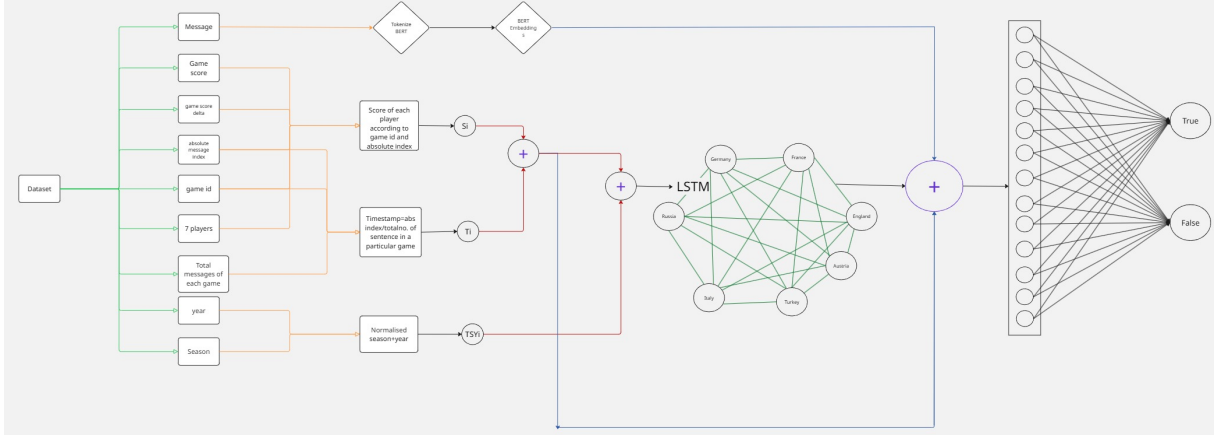 Message
Tokenize
BERT
BERT
Embedding
s
Game
score
game score
delta
Score of each
player
according to
game id and
absolute index
Si
+
absolute
message
index
Dataset
game id
+
LSTM
Germany
France
Russia
England
Austria
Italy
Turkey
+
True
False
7 players
Timestamp=abs
index/totalno. of
sentence in a
particular game
Ti
Total
messages of
each game
year
Normalised
season+year
TSYi
Season